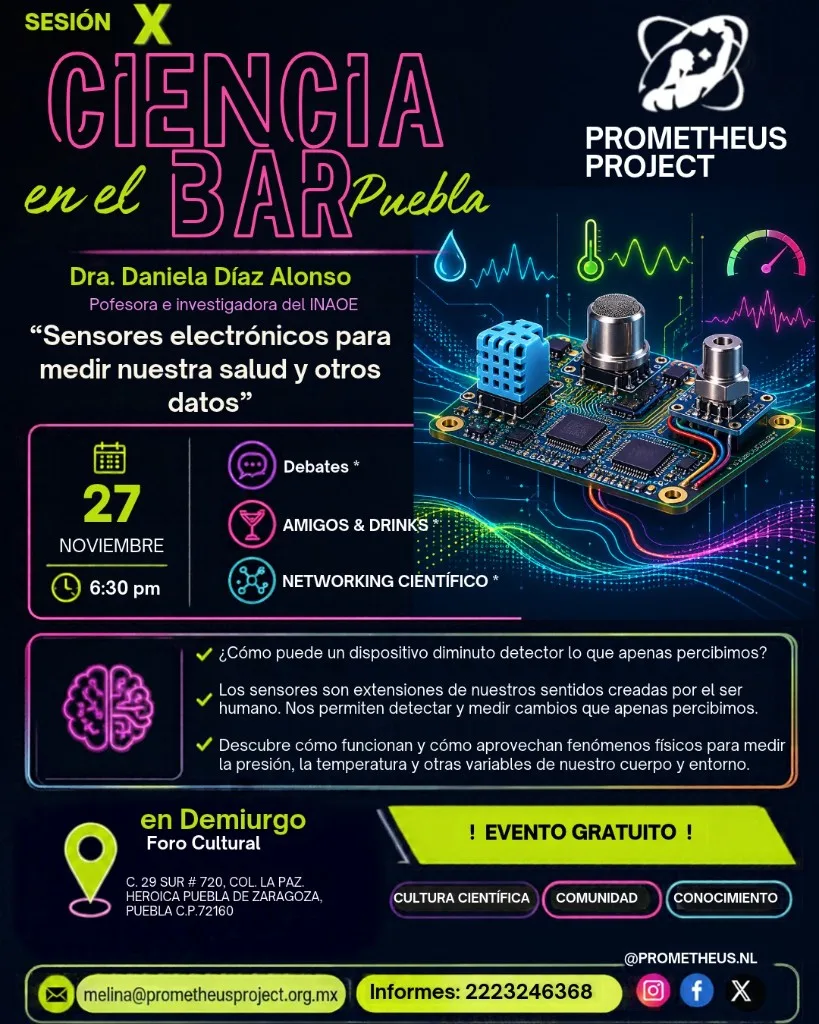 SESIÓN X
CIENCIA
en el BAR Puebla
PROMETHEUS
PROJECT
Dra. Daniela Díaz Alonso
Pofesora e investigadora del INAOE
“Sensores electrónicos para
medir nuestra salud y otros
datos”
27
NOVIEMBRE
6:30 pm
Debates *
AMIGOS & DRINKS *
NETWORKING CIENTÍFICO *
¿Cómo puede un dispositivo diminuto detector lo que apenas percibimos?
Los sensores son extensiones de nuestros sentidos creadas por el ser
humano. Nos permiten detectar y medir cambios que apenas percibimos.
Descubre cómo funcionan y cómo aprovechan fenómenos físicos para medir
la presión, la temperatura y otras variables de nuestro cuerpo y entorno.
en Demiurgo
Foro Cultural
C. 29 SUR # 720, COL. LA PAZ.
HEROICA PUEBLA DE ZARAGOZA,
PUEBLA C.P.72160
! EVENTO GRATUITO !
CULTURA CIENTÍFICA
COMUNIDAD
CONOCIMIENTO
@PROMETHEUS.NL
melina@prometheusproject.org.mx
Informes: 2223246368